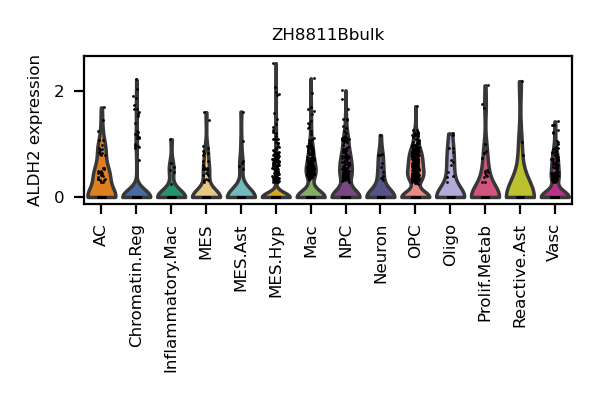 ZH8811Bbulk
ALDH2 expression
2
0
AC
Chromatin.Reg
Inflammatory.Mac
MES
MES.Ast
MES.Hyp
Mac
NPC
Neuron
OPC
Oligo
Prolif.Metab
Reactive.Ast
Vasc